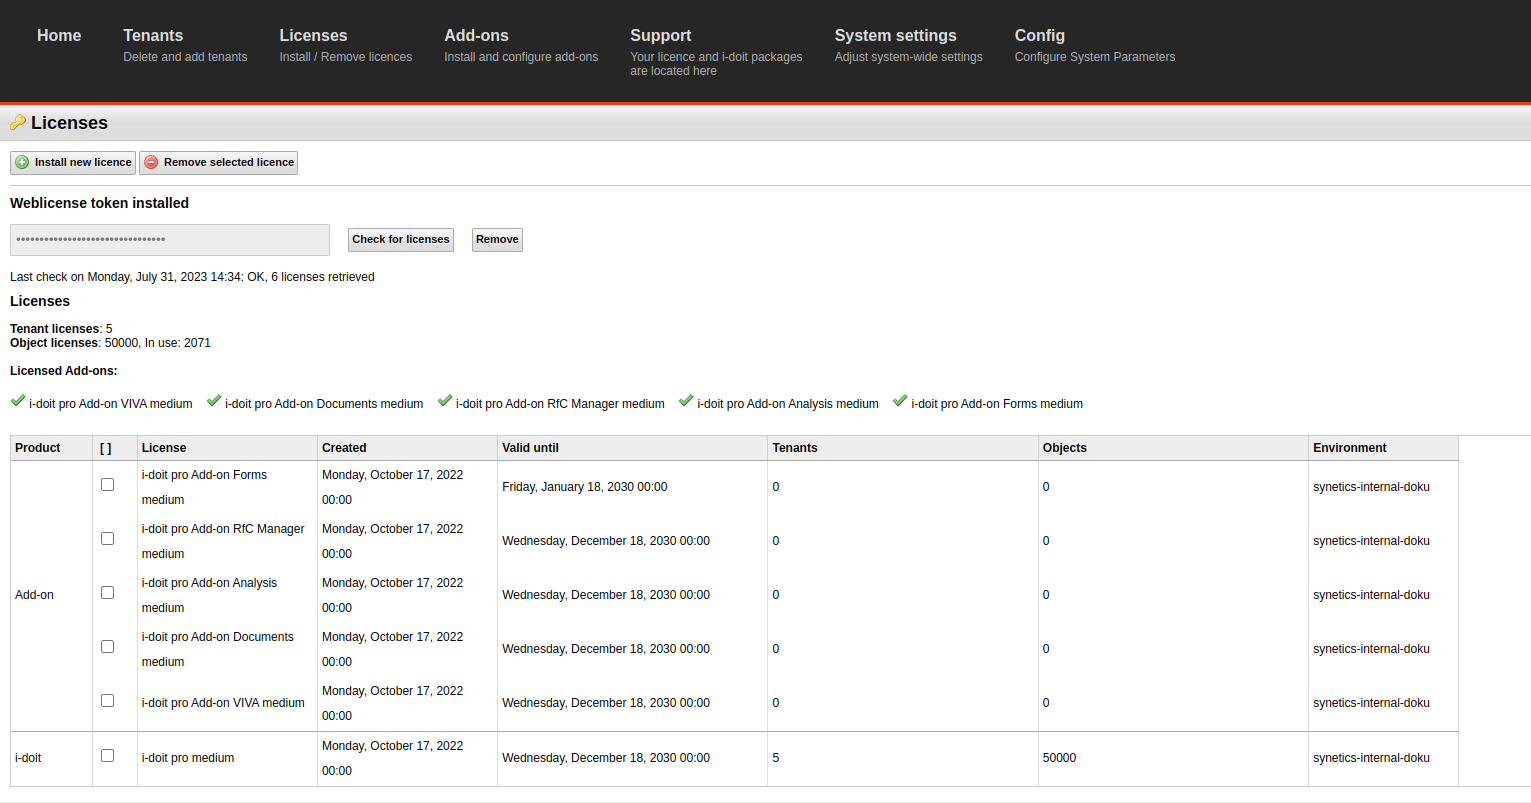 Home
Tenants
Delete and add tenants
Licenses
Install / Remove licences
Add-ons
Install and configure add-ons
Support
Your licence and i-doit packages
are located here
System settings
Adjust system-wide settings
Config
Configure System Parameters
Licenses
Install new licence
Remove selected licence
Weblicense token installed
••••••••••••••••••••••••••••••••
Check for licenses
Remove
Last check on Monday, July 31, 2023 14:34: OK, 6 licenses retrieved
Licenses
Tenant licenses: 5
Object licenses: 50000, In use: 2071
Licensed Add-ons:
i-doit pro Add-on VIVA medium
i-doit pro Add-on Documents medium
i-doit pro Add-on RfC Manager medium
i-doit pro Add-on Analysis medium
i-doit pro Add-on Forms medium
Product [ ] License Created Valid until Tenants Objects Environment
Add-on
i-doit pro Add-on Forms
medium
Monday, October 17, 2022
00:00
Friday, January 18, 2030 00:00
0
0
synetics-internal-doku
i-doit pro Add-on RfC Manager
medium
Monday, October 17, 2022
00:00
Wednesday, December 18, 2030 00:00
0
0
synetics-internal-doku
i-doit pro Add-on Analysis
medium
Monday, October 17, 2022
00:00
Wednesday, December 18, 2030 00:00
0
0
synetics-internal-doku
i-doit pro Add-on Documents
medium
Monday, October 17, 2022
00:00
Wednesday, December 18, 2030 00:00
0
0
synetics-internal-doku
i-doit pro Add-on VIVA medium
Monday, October 17, 2022
00:00
Wednesday, December 18, 2030 00:00
0
0
synetics-internal-doku
i-doit
i-doit pro medium
Monday, October 17, 2022
00:00
Wednesday, December 18, 2030 00:00
5
50000
synetics-internal-doku